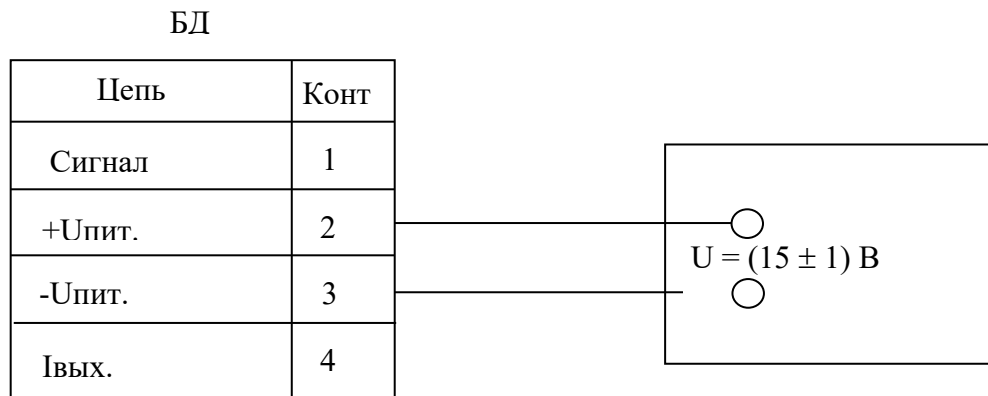 БД
Цепь Конт
Сигнал 1
+Uпит. 2
U = (15 ± 1) В
-Uпит. 3
Iвых. 4